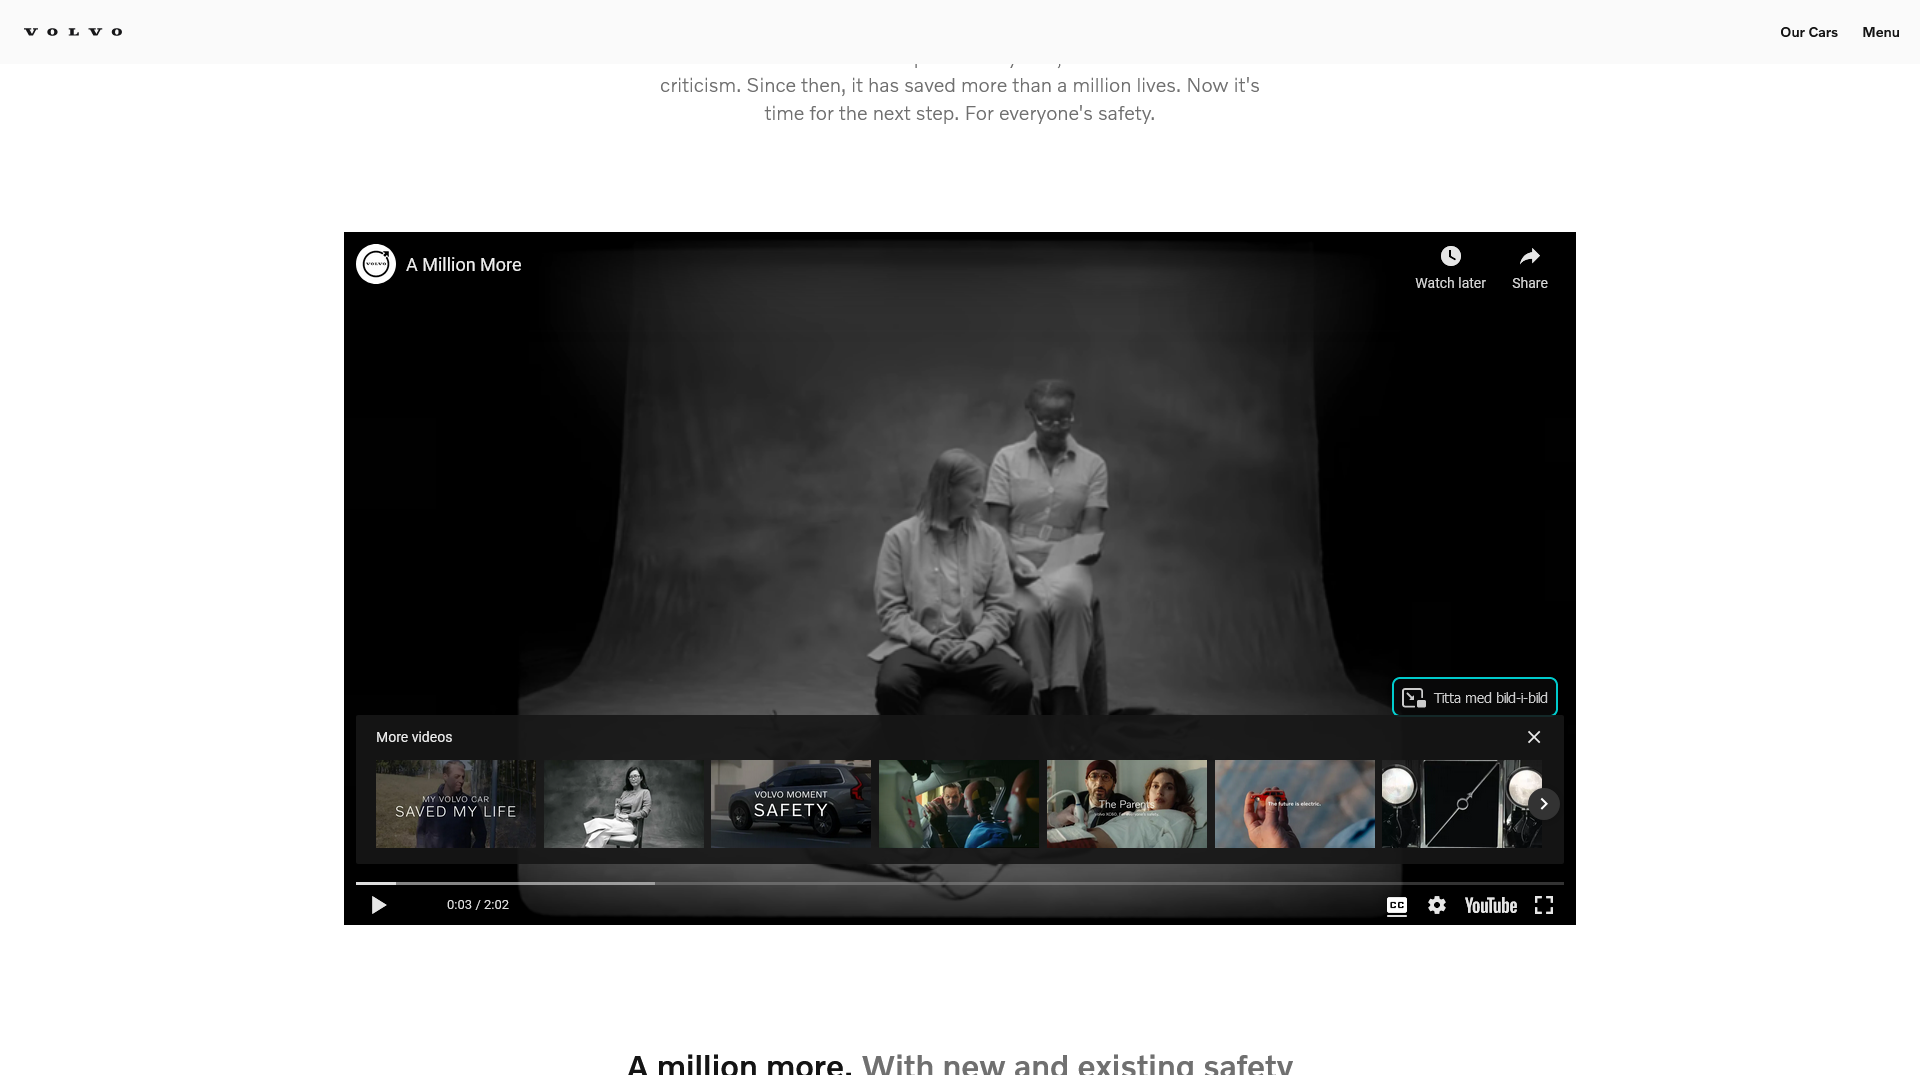 VOLVO
Our Cars
Menu
criticism. Since then, it has saved more than a million lives. Now it's
time for the next step. For everyone's safety.
VOLVO
A Million More
Watch later
Share
Titta med bild-i-bild
More videos
MY VOLVO CAR
SAVED MY LIFE
VOLVO MOMENT
SAFETY
The Parents
The future is electric.
0:03 / 2:02
CC
YouTube
A million more. With new and existing safety